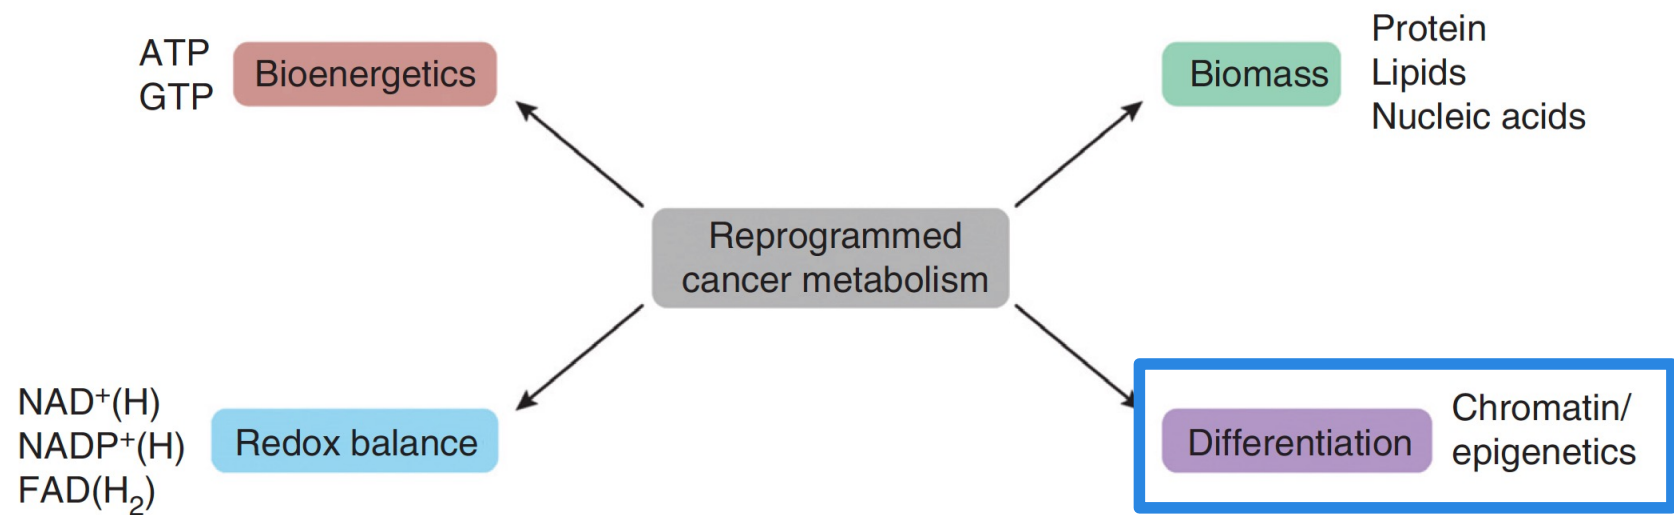 ATP
GTP
Bioenergetics
Biomass
Protein
Lipids
Nucleic acids
Reprogrammed
cancer metabolism
NAD⁺(H)
NADP⁺(H)
FAD(H₂)
Redox balance
Differentiation
Chromatin/
epigenetics